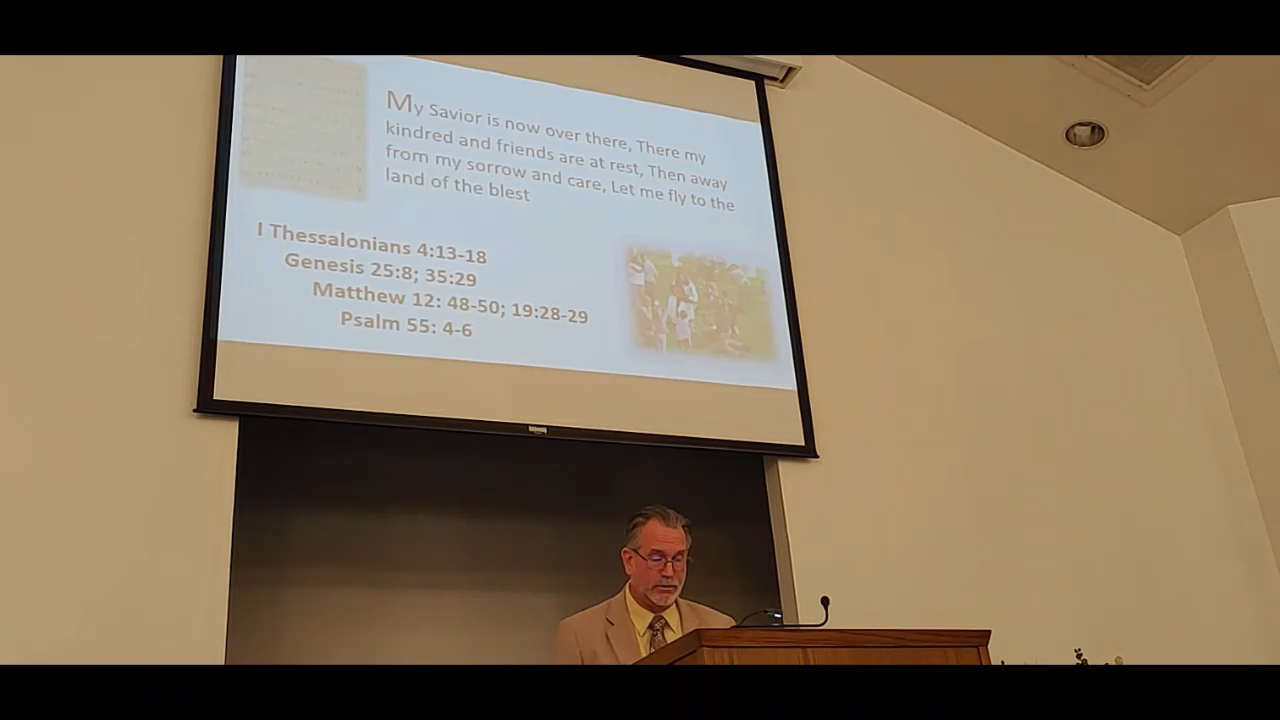 My Savior is now over there, There my
kindred and friends are at rest, Then away
from my sorrow and care, Let me fly to the
land of the blest
I Thessalonians 4:13-18
Genesis 25:8; 35:29
Matthew 12: 48-50; 19:28-29
Psalm 55: 4-6